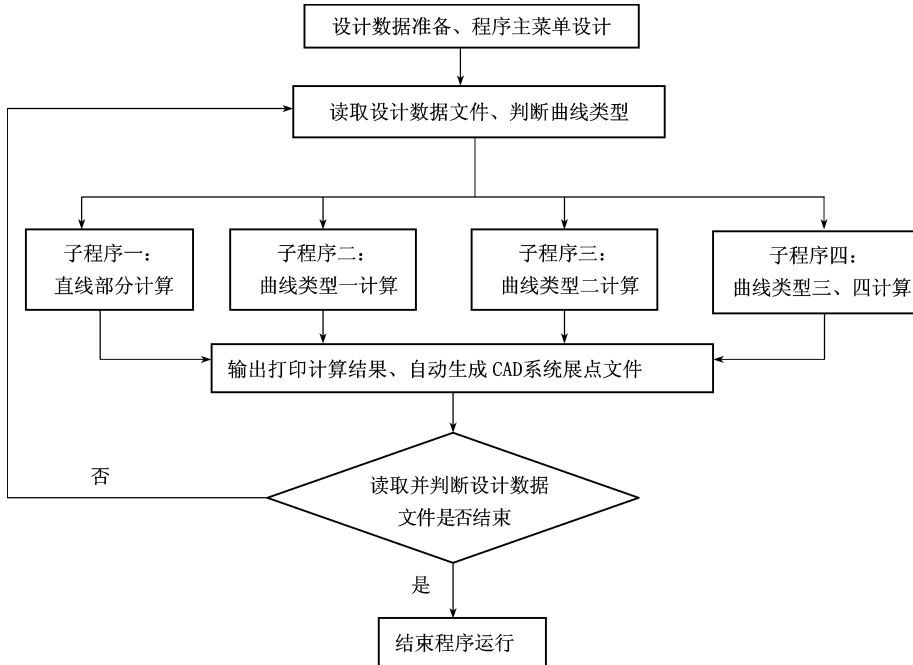 设计数据准备、程序主菜单设计
读取设计数据文件、判断曲线类型
子程序一：
直线部分计算
子程序二：
曲线类型一计算
子程序三：
曲线类型二计算
子程序四：
曲线类型三、四计算
输出打印计算结果、自动生成 CAD系统展点文件
否
读取并判断设计数据
文件是否结束
是
结束程序运行